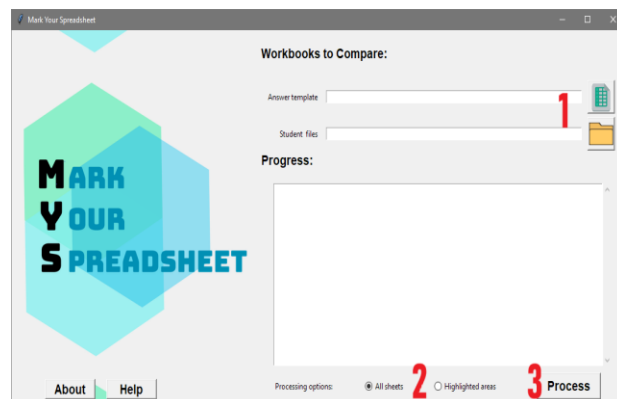 Mark Your Spreadsheet
Workbooks to Compare:
Answer template
1
Student files
Progress:
MARK
YOUR
SPREADSHEET
About Help
Processing options: All sheets 2 Highlighted areas 3 Process